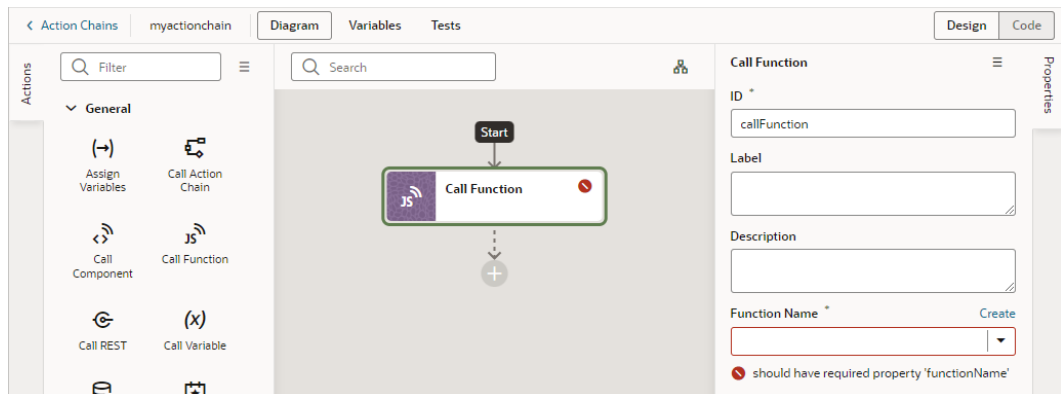 Action Chains myactionchain Diagram Variables Tests Design Code
Actions
Filter
General
(→)
Assign
Variables
Call Action
Chain
Call
Component
JS
Call Function
Call REST
(x)
Call Variable
Search
Start
JS
Call Function
Call Function
ID *
callFunction
Label
Description
Function Name * Create
should have required property 'functionName'
Properties